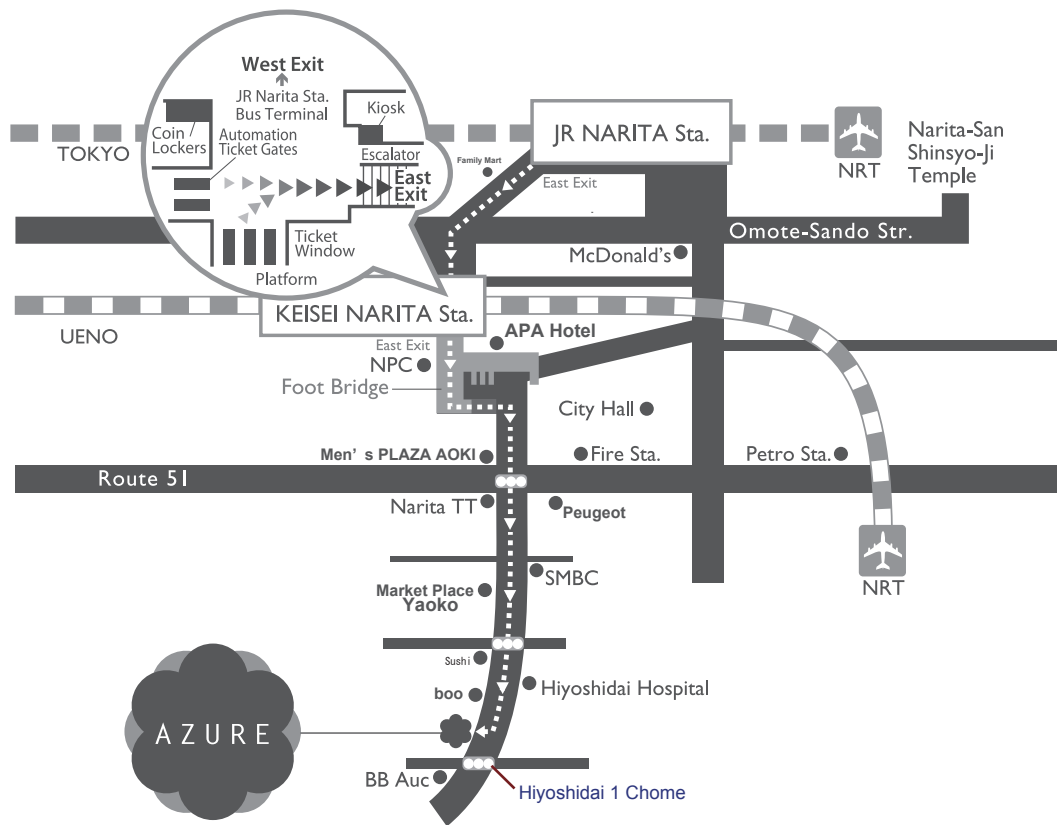 West Exit
JR Narita Sta.
Bus Terminal
Kiosk
Coin
Lockers
Automation
Ticket Gates
Escalator
East
Exit
Ticket
Window
Platform
TOKYO
Family Mart
JR NARITA Sta.
East Exit
NRT
Narita-San
Shinsyo-Ji
Temple
Omote-Sando Str.
McDonald's
KEISEI NARITA Sta.
UENO
East Exit
APA Hotel
NPC
Foot Bridge
City Hall
Men's PLAZA AOKI
Fire Sta.
Petro Sta.
Route 51
Narita TT
Peugeot
NRT
SMBC
Market Place
Yaoko
Sushi
boo
Hiyoshidai Hospital
AZURE
BB Auc
Hiyoshidai 1 Chome